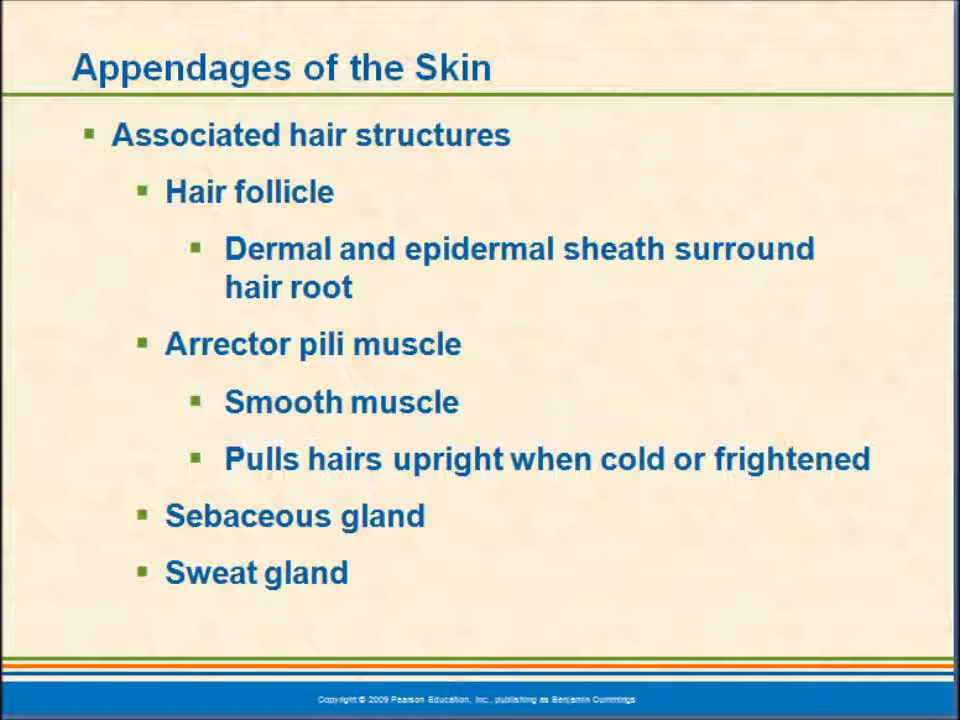 Appendages of the Skin
Associated hair structures
Hair follicle
Dermal and epidermal sheath surround
hair root
Arrector pili muscle
Smooth muscle
Pulls hairs upright when cold or frightened
Sebaceous gland
Sweat gland
Copyright © 2009 Pearson Education, Inc., publishing as Benjamin Cummings